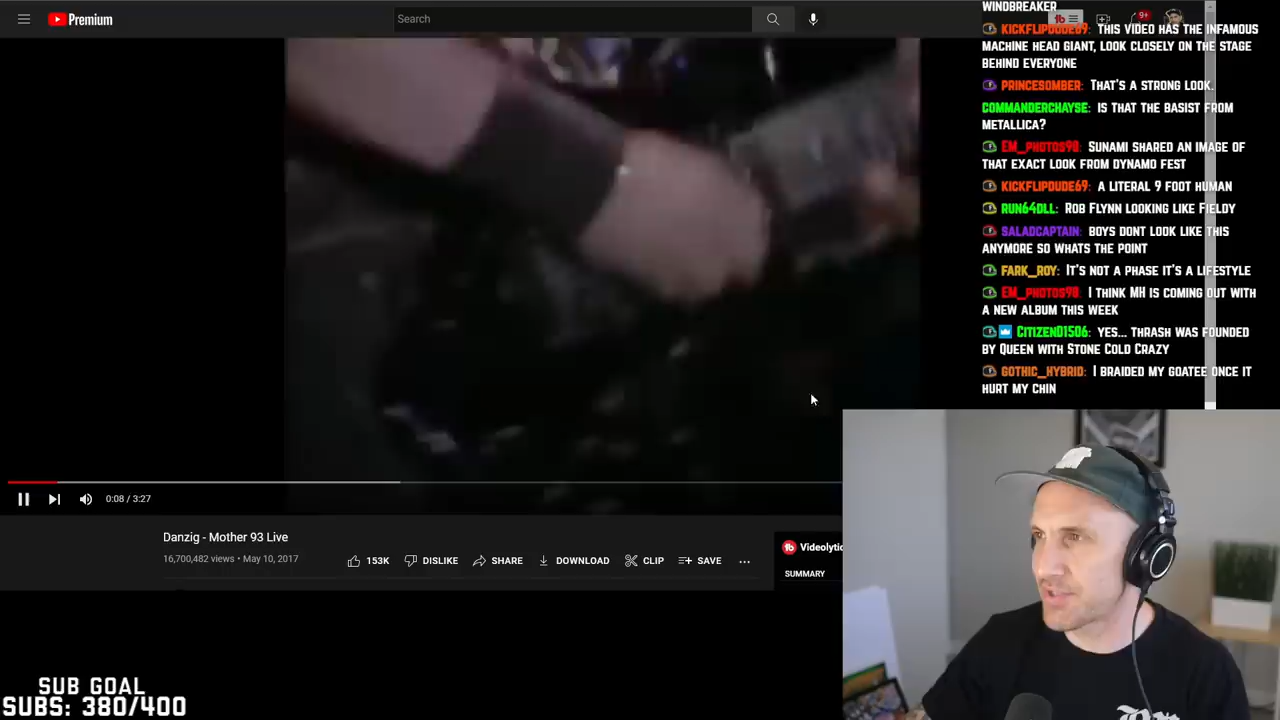 Premium
Search
9+
WINDBREAKER
KICKFLIPDUDE69: THIS VIDEO HAS THE INFAMOUS
MACHINE HEAD GIANT, LOOK CLOSELY ON THE STAGE
BEHIND EVERYONE
PRINCESOMBER: THAT'S A STRONG LOOK.
COMMANDERCHAYSE: IS THAT THE BASIST FROM
METALLICA?
EM_PHOTOS98: SUNAMI SHARED AN IMAGE OF
THAT EXACT LOOK FROM DYNAMO FEST
KICKFLIPDUDE69: A LITERAL 9 FOOT HUMAN
RUN64DLL: ROB FLYNN LOOKING LIKE FIELDY
SALADCAPTAIN: BOYS DONT LOOK LIKE THIS
ANYMORE SO WHATS THE POINT
FARK_ROY: IT'S NOT A PHASE IT'S A LIFESTYLE
EM_PHOTOS98: I THINK MH IS COMING OUT WITH
A NEW ALBUM THIS WEEK
CITIZEND1506: YES... THRASH WAS FOUNDED
BY QUEEN WITH STONE COLD CRAZY
GOTHIC_HYBRID: I BRAIDED MY GOATEE ONCE IT
HURT MY CHIN
0:08 / 3:27
Danzig - Mother 93 Live
16,700,482 views • May 10, 2017
153K DISLIKE SHARE DOWNLOAD CLIP SAVE ...
tb Videolytic
SUMMARY
SUB GOAL
SUBS: 380/400